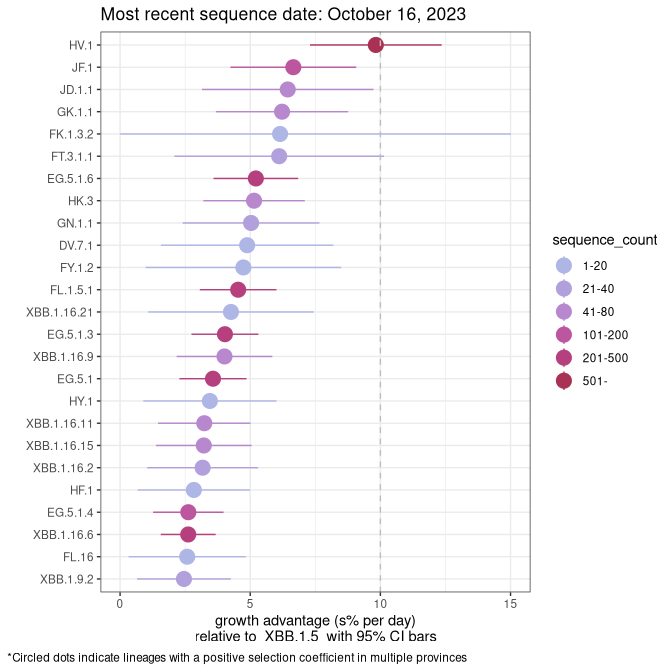 Most recent sequence date: October 16, 2023
HV.1
JF.1
JD.1.1
GK.1.1
FK.1.3.2
FT.3.1.1
EG.5.1.6
HK.3
GN.1.1
DV.7.1
FY.1.2
FL.1.5.1
XBB.1.16.21
EG.5.1.3
XBB.1.16.9
EG.5.1
HY.1
XBB.1.16.11
XBB.1.16.15
XBB.1.16.2
HF.1
EG.5.1.4
XBB.1.16.6
FL.16
XBB.1.9.2
0 5 10 15
growth advantage (s% per day)
relative to XBB.1.5 with 95% CI bars
sequence_count
1-20
21-40
41-80
101-200
201-500
501-
*Circled dots indicate lineages with a positive selection coefficient in multiple provinces